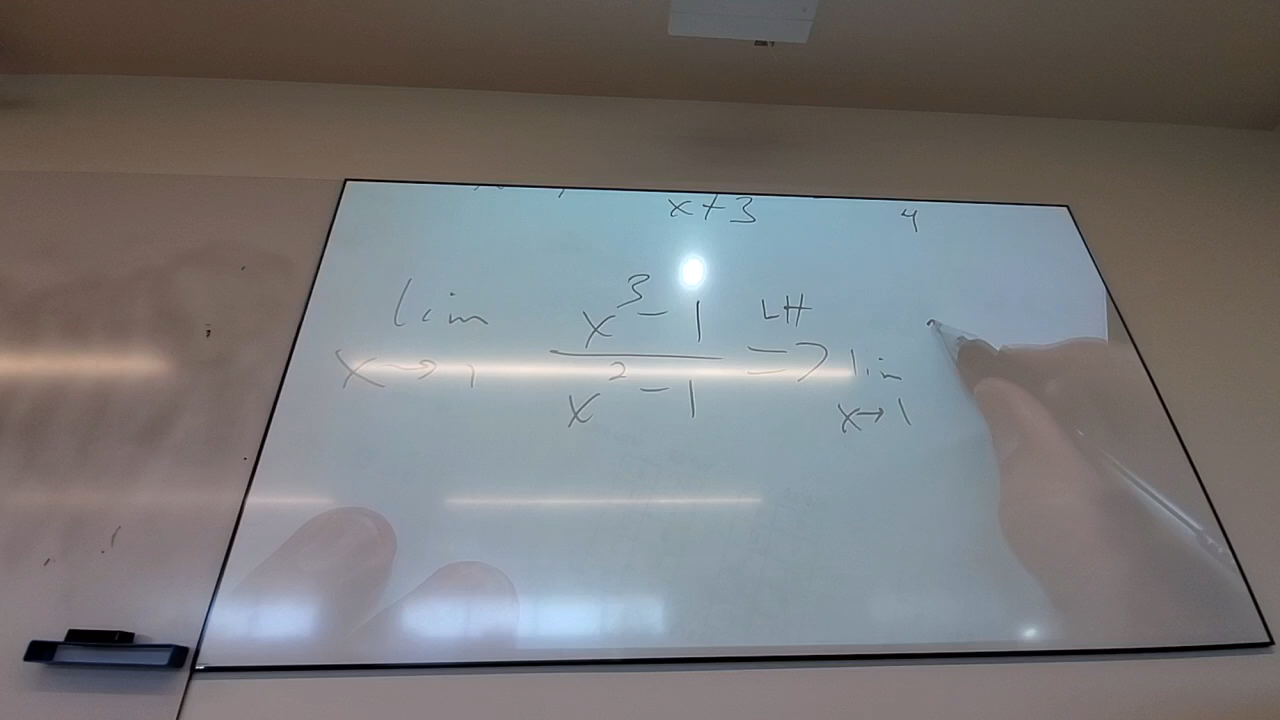 x+3 4
lim x→1 x³-1 / x²-1 LH => lim x→1